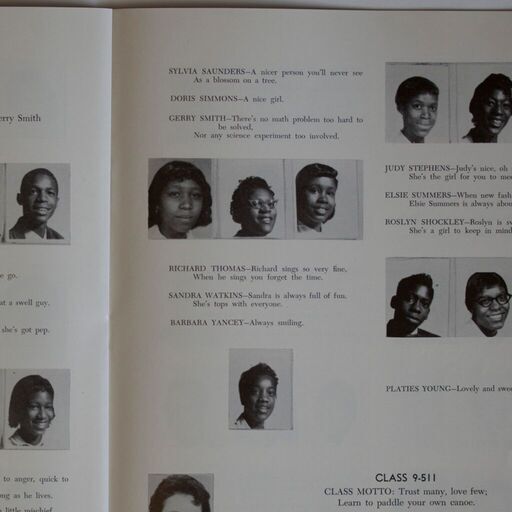 erry Smith
e go.
at a swell guy.
she's got pep.
to anger, quick to
ng as he lives.
little mischief
SYLVIA SAUNDERS—A nicer person you'll never see
As a blossom on a tree.
DORIS SIMMONS—A nice girl.
GERRY SMITH—There's no math problem too hard to
be solved,
Nor any science experiment too involved.
RICHARD THOMAS—Richard sings so very fine,
When he sings you forget the time.
SANDRA WATKINS—Sandra is always full of fun.
She's tops with everyone.
BARBARA YANCEY—Always smiling.
JUDY STEPHENS—Judy's nice, oh
She's the girl for you to mee
ELSIE SUMMERS—When new fash
Elsie Summers is always abou
ROSLYN SHOCKLEY—Roslyn is sw
She's a girl to keep in mind
PLATIES YOUNG—Lovely and swee
CLASS 9-511
CLASS MOTTO: Trust many, love few;
Learn to paddle your own canoe.